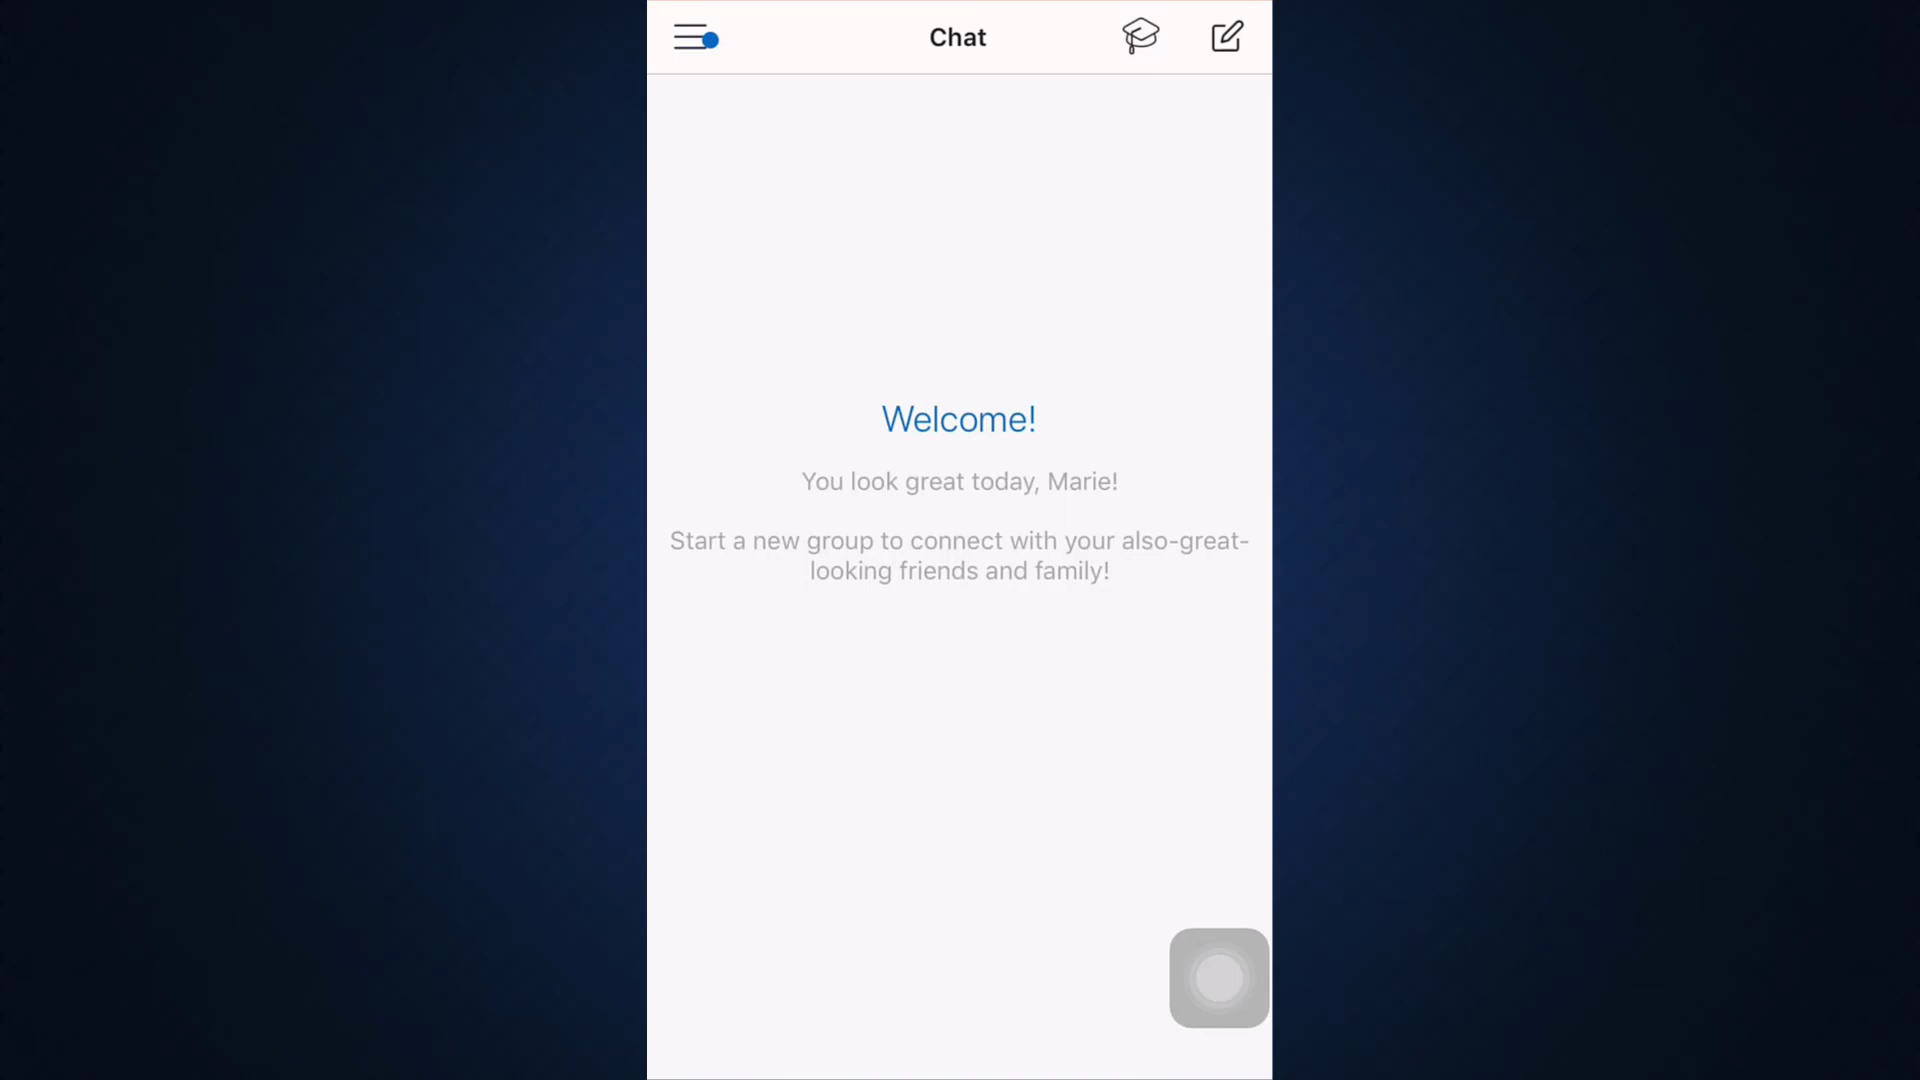 Chat
Welcome!
You look great today, Marie!
Start a new group to connect with your also-great-
looking friends and family!